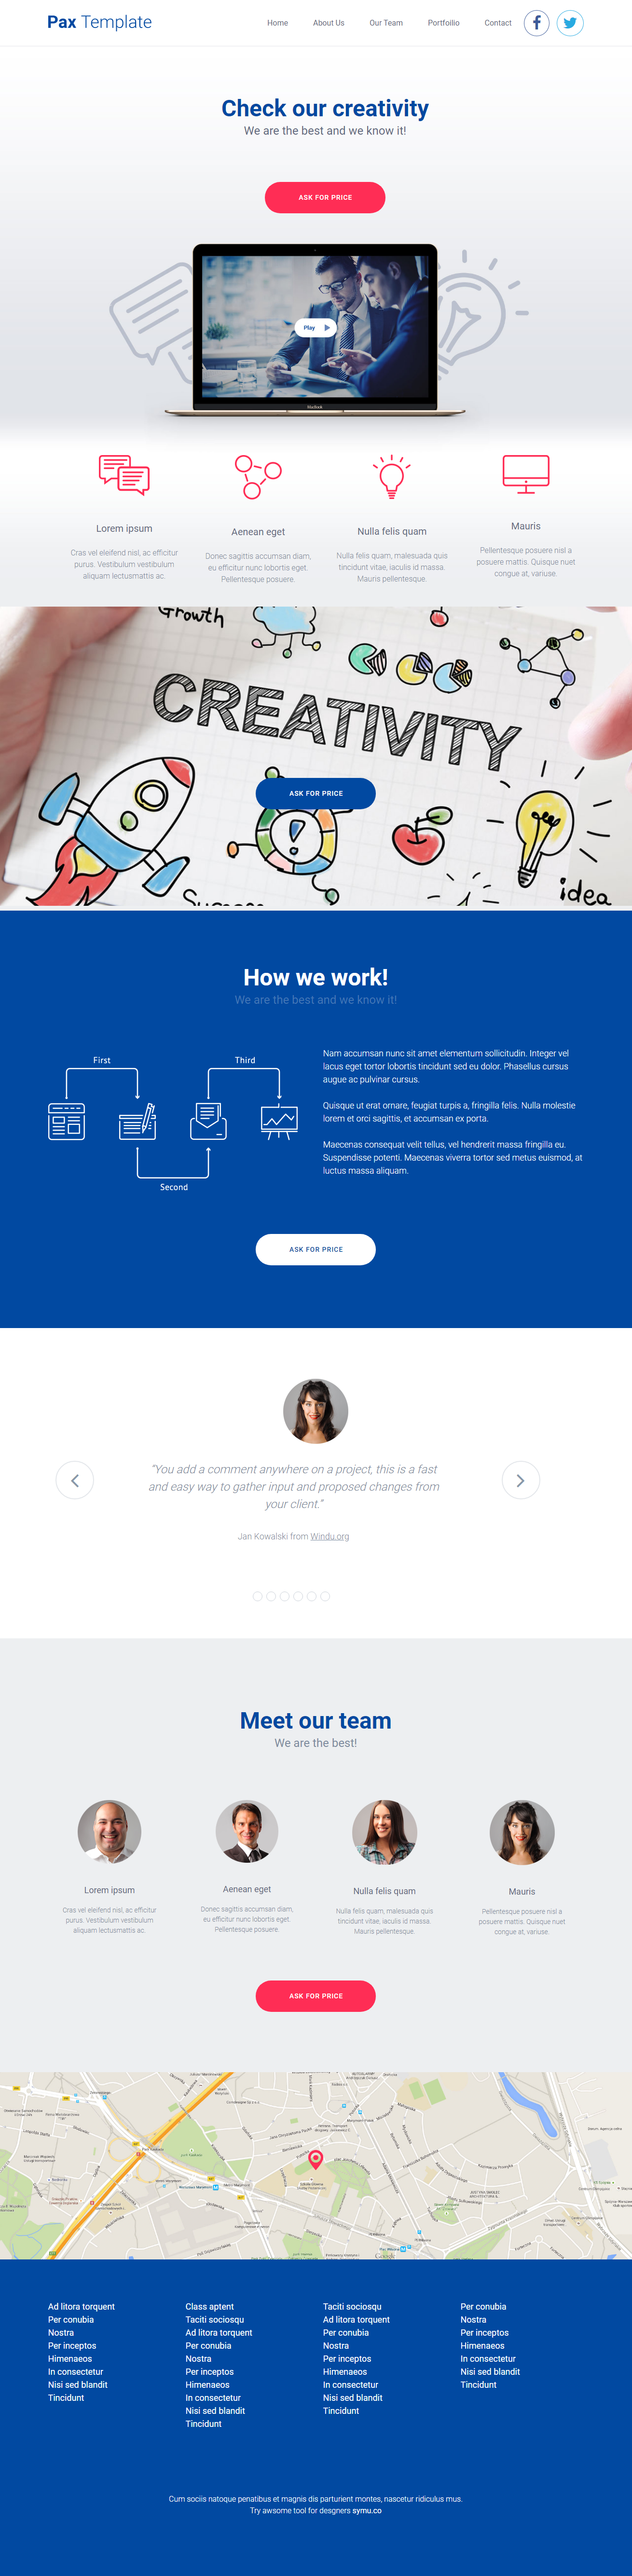 Pax Template
Home
About Us
Our Team
Portfoilio
Contact
Check our creativity
We are the best and we know it!
ASK FOR PRICE
Play
MacBook
Lorem ipsum
Cras vel eleifend nisl, ac efficitur
purus. Vestibulum vestibulum
aliquam lectusmattis ac.
Aenean eget
Donec sagittis accumsan diam,
eu efficitur nunc lobortis eget.
Pellentesque posuere.
Nulla felis quam
Nulla felis quam, malesuada quis
tincidunt vitae, iaculis id massa.
Mauris pellentesque.
Mauris
Pellentesque posuere nisl a
posuere mattis. Quisque nuet
congue at, variuse.
Growth
CREATIVITY
ASK FOR PRICE
Success
idea
How we work!
We are the best and we know it!
First
Third
Second
Nam accumsan nunc sit amet elementum sollicitudin. Integer vel
lacus eget tortor lobortis tincidunt sed eu dolor. Phasellus cursus
augue ac pulvinar cursus.
Quisque ut erat ornare, feugiat turpis a, fringilla felis. Nulla molestie
lorem et orci sagittis, et accumsan ex porta.
Maecenas consequat velit tellus, vel hendrerit massa fringilla eu.
Suspendisse potenti. Maecenas viverra tortor sed metus euismod, at
luctus massa aliquam.
ASK FOR PRICE
"You add a comment anywhere on a project, this is a fast
and easy way to gather input and proposed changes from
your client."
Jan Kowalski from Windu.org
Meet our team
We are the best!
Lorem ipsum
Cras vel eleifend nisl, ac efficitur
purus. Vestibulum vestibulum
aliquam lectusmattis ac.
Aenean eget
Donec sagittis accumsan diam,
eu efficitur nunc lobortis eget.
Pellentesque posuere.
Nulla felis quam
Nulla felis quam, malesuada quis
tincidunt vitae, iaculis id massa.
Mauris pellentesque.
Mauris
Pellentesque posuere nisl a
posuere mattis. Quisque nuet
congue at, variuse.
ASK FOR PRICE
Google
Ad litora torquent
Per conubia
Nostra
Per inceptos
Himenaeos
In consectetur
Nisi sed blandit
Tincidunt
Class aptent
Taciti sociosqu
Ad litora torquent
Per conubia
Nostra
Per inceptos
Himenaeos
In consectetur
Nisi sed blandit
Tincidunt
Taciti sociosqu
Ad litora torquent
Per conubia
Nostra
Per inceptos
Himenaeos
In consectetur
Nisi sed blandit
Tincidunt
Per conubia
Nostra
Per inceptos
Himenaeos
In consectetur
Nisi sed blandit
Tincidunt
Cum sociis natoque penatibus et magnis dis parturient montes, nascetur ridiculus mus.
Try awsome tool for desgners symu.co